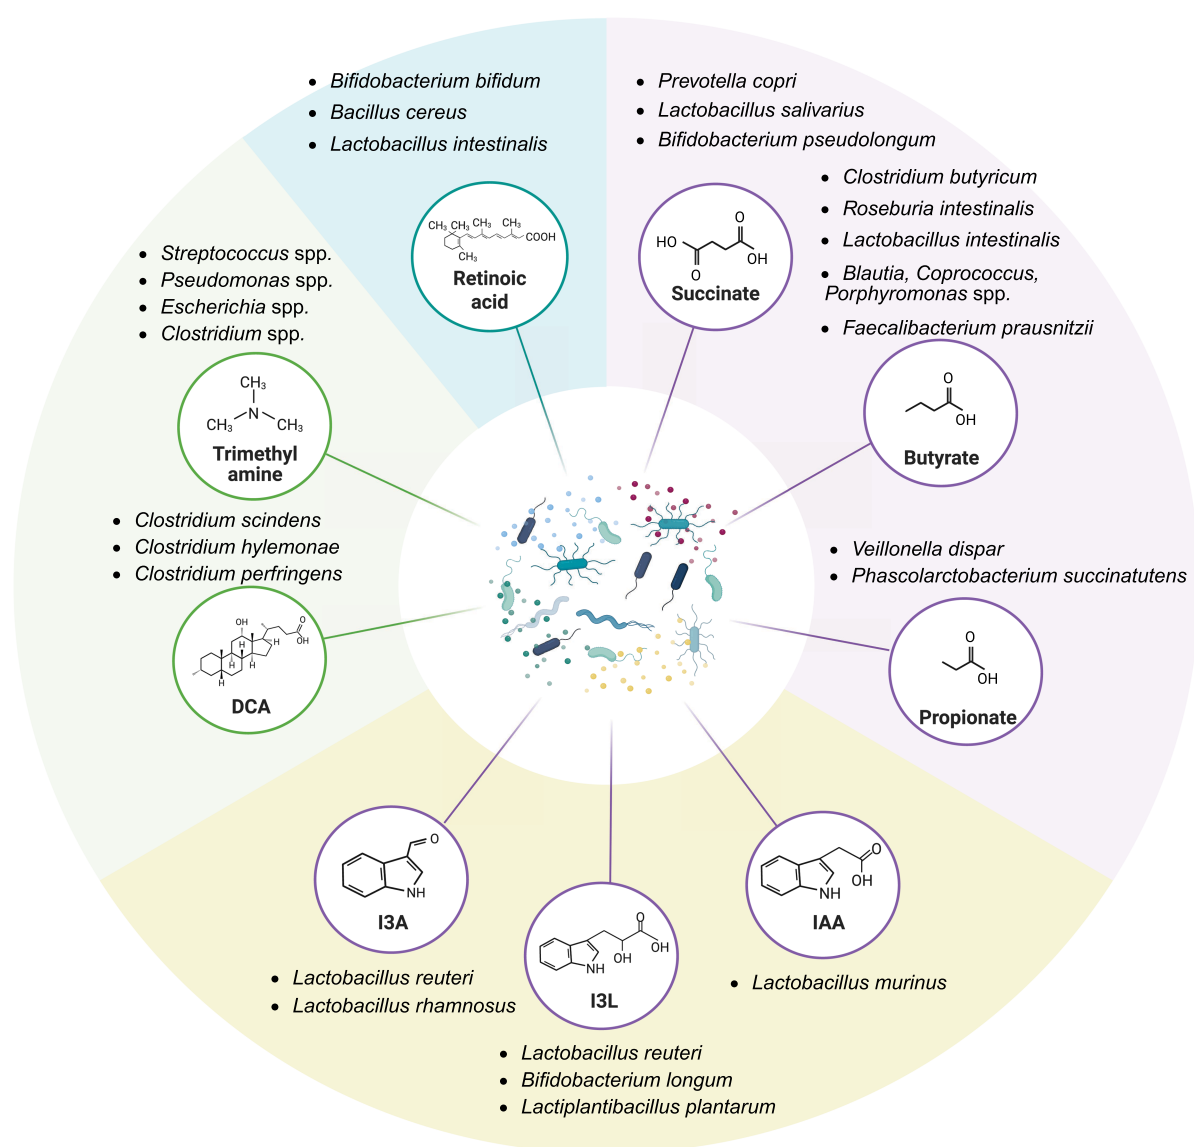 • Bifidobacterium bifidum
• Bacillus cereus
• Lactobacillus intestinalis
CH₃ CH₃ CH₃ CH₃
COOH
CH₃
Retinoic
acid
• Prevotella copri
• Lactobacillus salivarius
• Bifidobacterium pseudolongum
O
HO
OH
O
Succinate
• Clostridium butyricum
• Roseburia intestinalis
• Lactobacillus intestinalis
• Blautia, Coprococcus,
Porphyromonas spp.
• Faecalibacterium prausnitzii
O
OH
Butyrate
• Streptococcus spp.
• Pseudomonas spp.
• Escherichia spp.
• Clostridium spp.
CH₃
N
CH₃ CH₃
Trimethyl
amine
• Clostridium scindens
• Clostridium hylemonae
• Clostridium perfringens
OH
O
OH
H
H
H
H
H
DCA
• Veillonella dispar
• Phascolarctobacterium succinatutens
O
OH
Propionate
O
NH
I3A
• Lactobacillus reuteri
• Lactobacillus rhamnosus
O
OH
OH
NH
I3L
• Lactobacillus reuteri
• Bifidobacterium longum
• Lactiplantibacillus plantarum
O
OH
NH
IAA
• Lactobacillus murinus